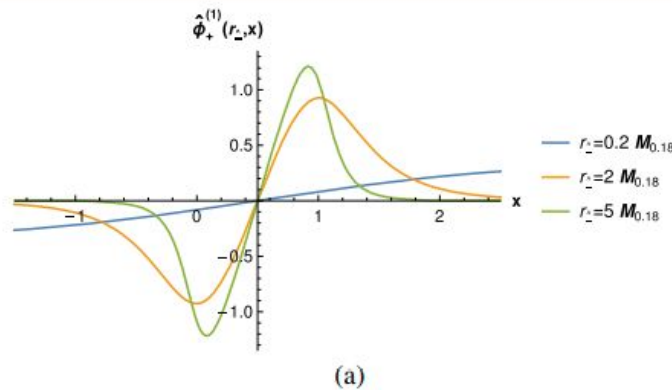 ϕ̂₊⁽¹⁾(r₋̂,x)
1.0
0.5
−1 0 1 2 x
−0.5
−1.0
r₋̂=0.2 M₀.₁₈
r₋̂=2 M₀.₁₈
r₋̂=5 M₀.₁₈
(a)